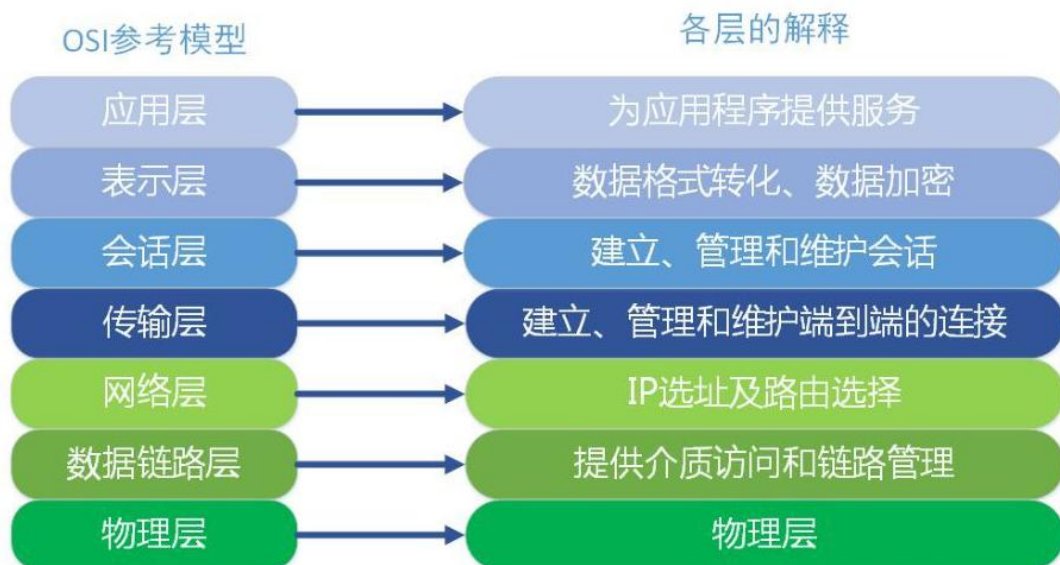 OSI参考模型 各层的解释
应用层 为应用程序提供服务
表示层 数据格式转化、数据加密
会话层 建立、管理和维护会话
传输层 建立、管理和维护端到端的连接
网络层 IP选址及路由选择
数据链路层 提供介质访问和链路管理
物理层 物理层